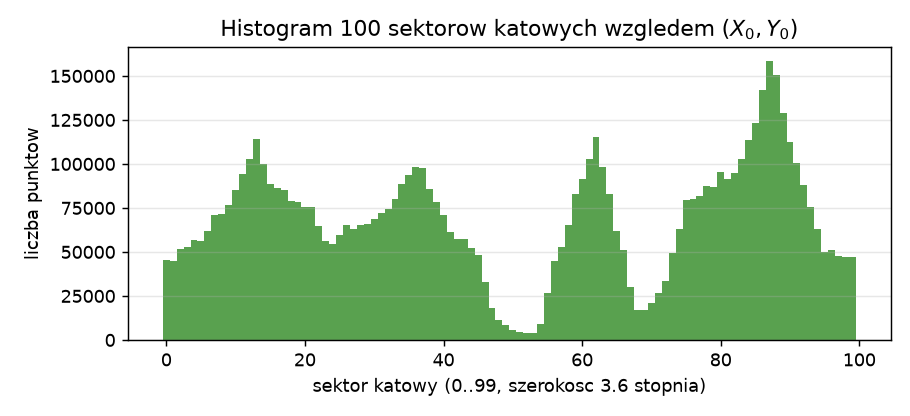 Histogram 100 sektorow katowych wzgledem (X₀, Y₀)
liczba punktow
150000
125000
100000
75000
50000
25000
0
0 20 40 60 80 100
sektor katowy (0..99, szerokosc 3.6 stopnia)